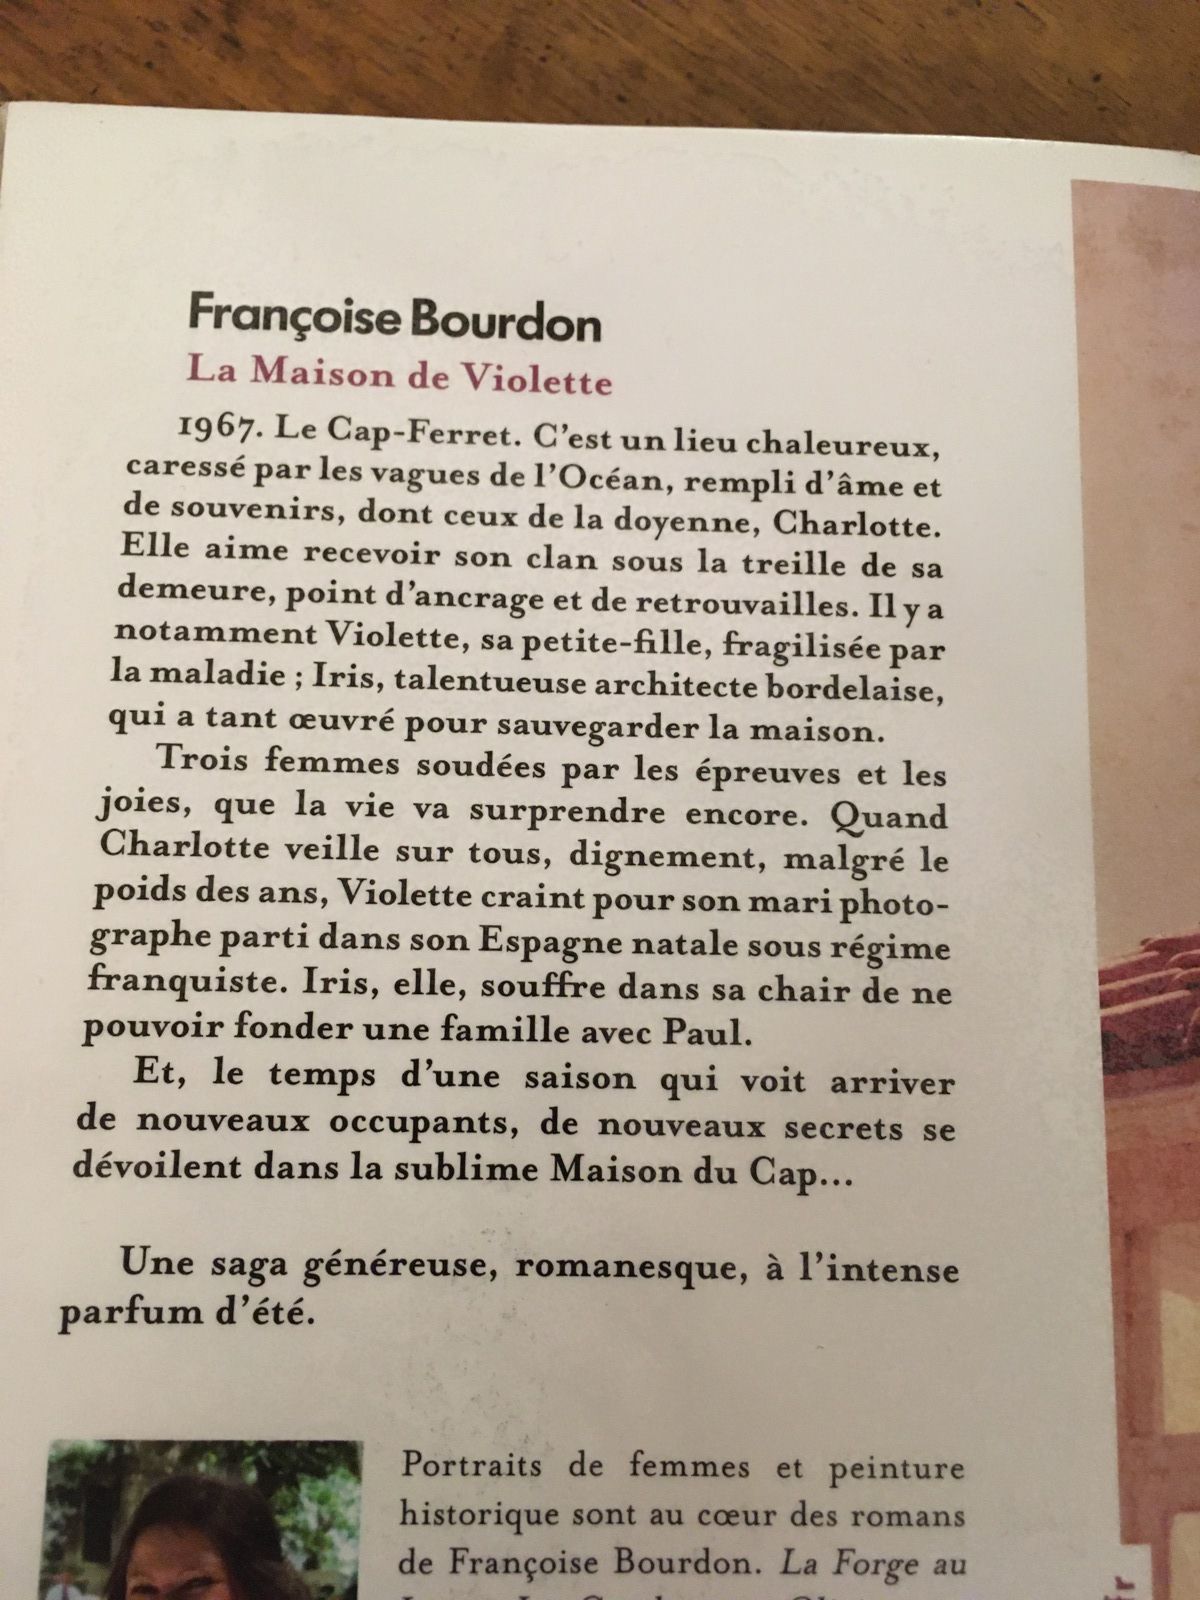 Françoise Bourdon
La Maison de Violette
1967. Le Cap-Ferret. C'est un lieu chaleureux,
caressé par les vagues de l'Océan, rempli d'âme et
de souvenirs, dont ceux de la doyenne, Charlotte.
Elle aime recevoir son clan sous la treille de sa
demeure, point d'ancrage et de retrouvailles. Il y a
notamment Violette, sa petite-fille, fragilisée par
la maladie ; Iris, talentueuse architecte bordelaise,
qui a tant œuvré pour sauvegarder la maison.
Trois femmes soudées par les épreuves et les
joies, que la vie va surprendre encore. Quand
Charlotte veille sur tous, dignement, malgré le
poids des ans, Violette craint pour son mari photo-
graphe parti dans son Espagne natale sous régime
franquiste. Iris, elle, souffre dans sa chair de ne
pouvoir fonder une famille avec Paul.
Et, le temps d'une saison qui voit arriver
de nouveaux occupants, de nouveaux secrets se
dévoilent dans la sublime Maison du Cap...
Une saga généreuse, romanesque, à l'intense
parfum d'été.
Portraits de femmes et peinture
historique sont au cœur des romans
de Françoise Bourdon. La Forge au